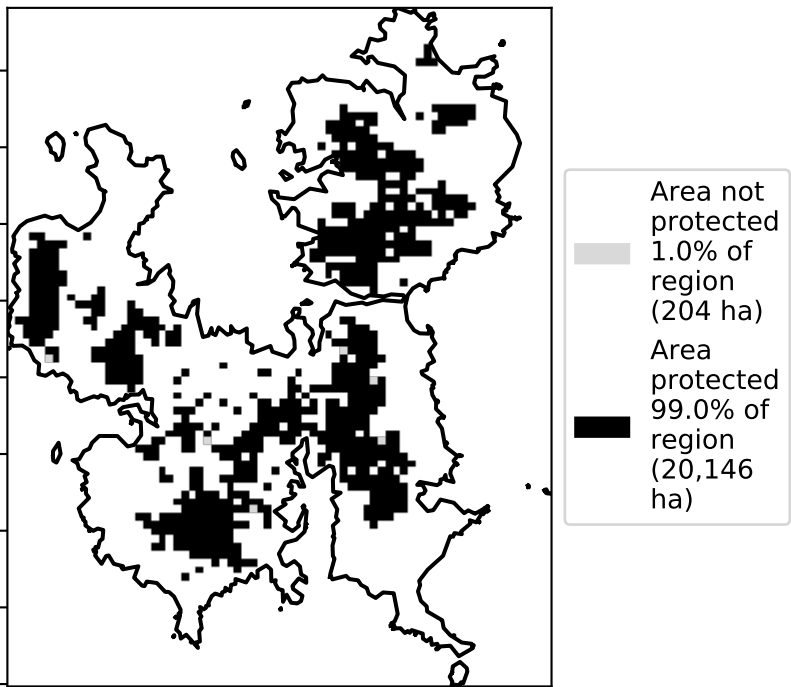 Area not
protected
1.0% of
region
(204 ha)
Area
protected
99.0% of
region
(20,146
ha)